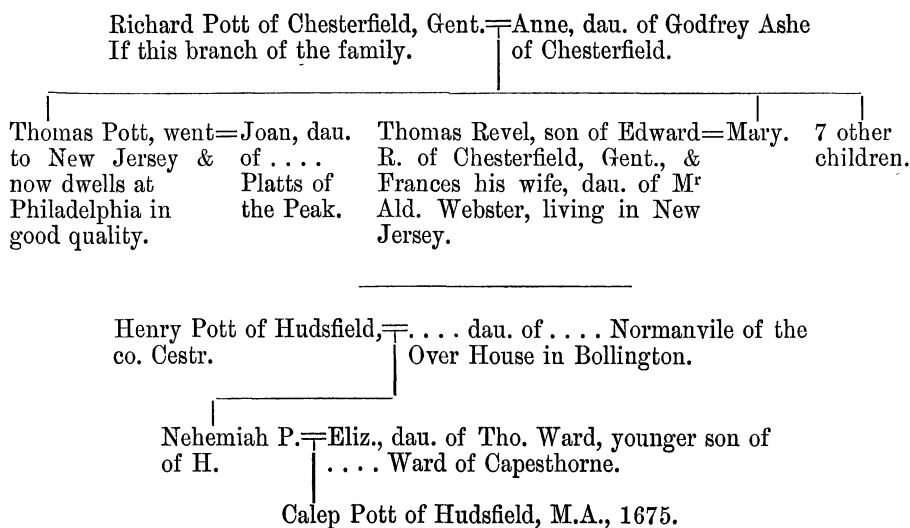 Richard Pott of Chesterfield, Gent.=Anne, dau. of Godfrey Ashe
If this branch of the family. of Chesterfield.
Thomas Pott, went=Joan, dau. Thomas Revel, son of Edward=Mary. 7 other
to New Jersey & of .... R. of Chesterfield, Gent., & children.
now dwells at Platts of Frances his wife, dau. of Mʳ
Philadelphia in the Peak. Ald. Webster, living in New
good quality. Jersey.
Henry Pott of Hudsfield,=.... dau. of .... Normanvile of the
co. Cestr. Over House in Bollington.
Nehemiah P.=Eliz., dau. of Tho. Ward, younger son of
of H. .... Ward of Capesthorne.
Calep Pott of Hudsfield, M.A., 1675.